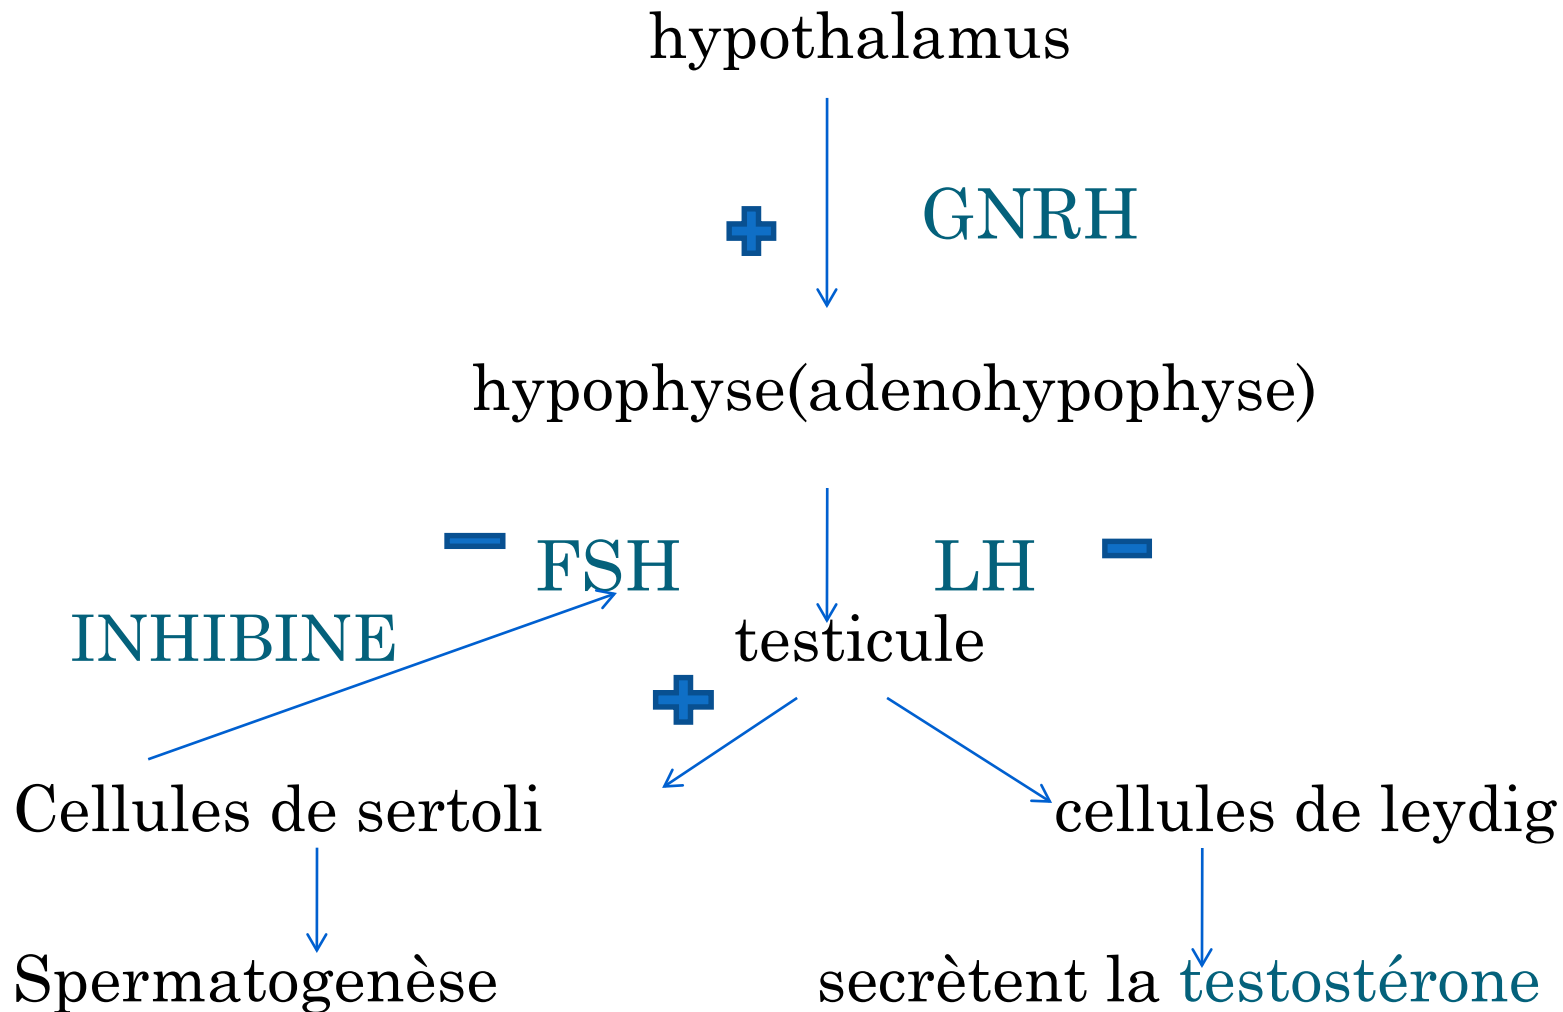 hypothalamus
GNRH
hypophyse(adenohypophyse)
FSH LH
INHIBINE
testicule
Cellules de sertoli cellules de leydig
Spermatogenèse secrètent la testostérone